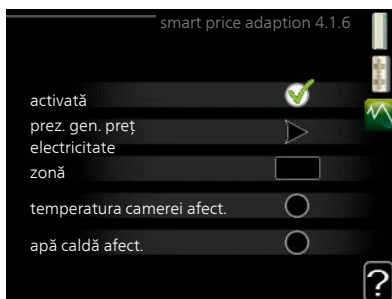 smart price adaption 4.1.6
activată
prez. gen. preț
electricitate
zonă
temperatura camerei afect.
apă caldă afect.
?